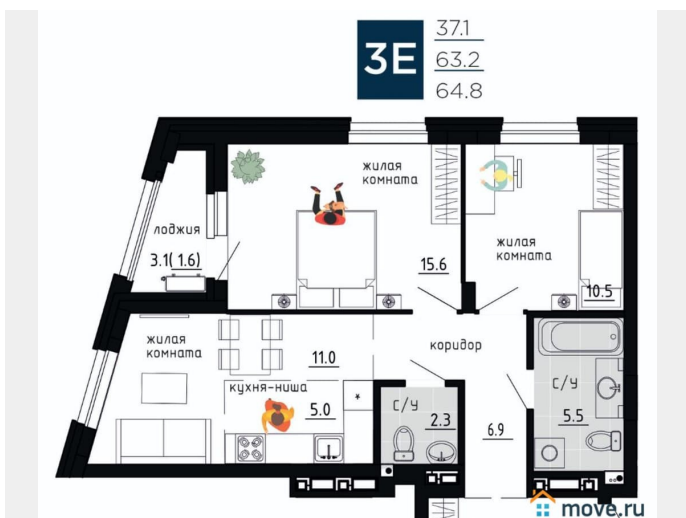 3Е
37.1
63.2
64.8
жилая
комната
15.6
лоджия
3.1(1.6)
жилая
комната
10.5
жилая
комната
11.0
коридор
кухня-ниша
5.0
*
С/У
2.3
6.9
С/У
5.5
move.ru